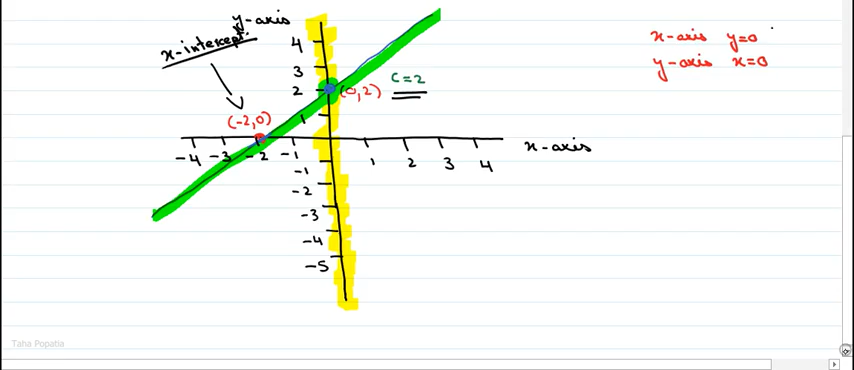 y-axis
x-intercept
x-axis y=0
y-axis x=0
4
3
2
1
(0,2)
C=2
(-2,0)
-4 -3 -2 -1
1 2 3 4
x-axis
-1
-2
-3
-4
-5
Taha Popatia